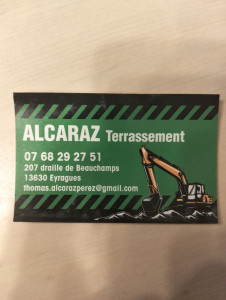 ALCARAZ Terrassement
07 68 29 27 51
207 draille de Beauchamps
13630 Eyragues
thomas.alcarazperez@gmail.com